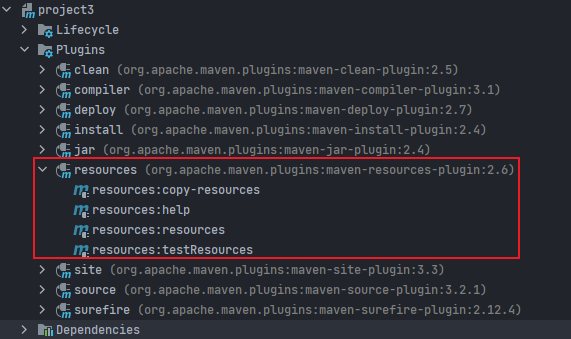 project3
Lifecycle
Plugins
clean (org.apache.maven.plugins:maven-clean-plugin:2.5)
compiler (org.apache.maven.plugins:maven-compiler-plugin:3.1)
deploy (org.apache.maven.plugins:maven-deploy-plugin:2.7)
install (org.apache.maven.plugins:maven-install-plugin:2.4)
jar (org.apache.maven.plugins:maven-jar-plugin:2.4)
resources (org.apache.maven.plugins:maven-resources-plugin:2.6)
resources:copy-resources
resources:help
resources:resources
resources:testResources
site (org.apache.maven.plugins:maven-site-plugin:3.3)
source (org.apache.maven.plugins:maven-source-plugin:3.2.1)
surefire (org.apache.maven.plugins:maven-surefire-plugin:2.12.4)
Dependencies